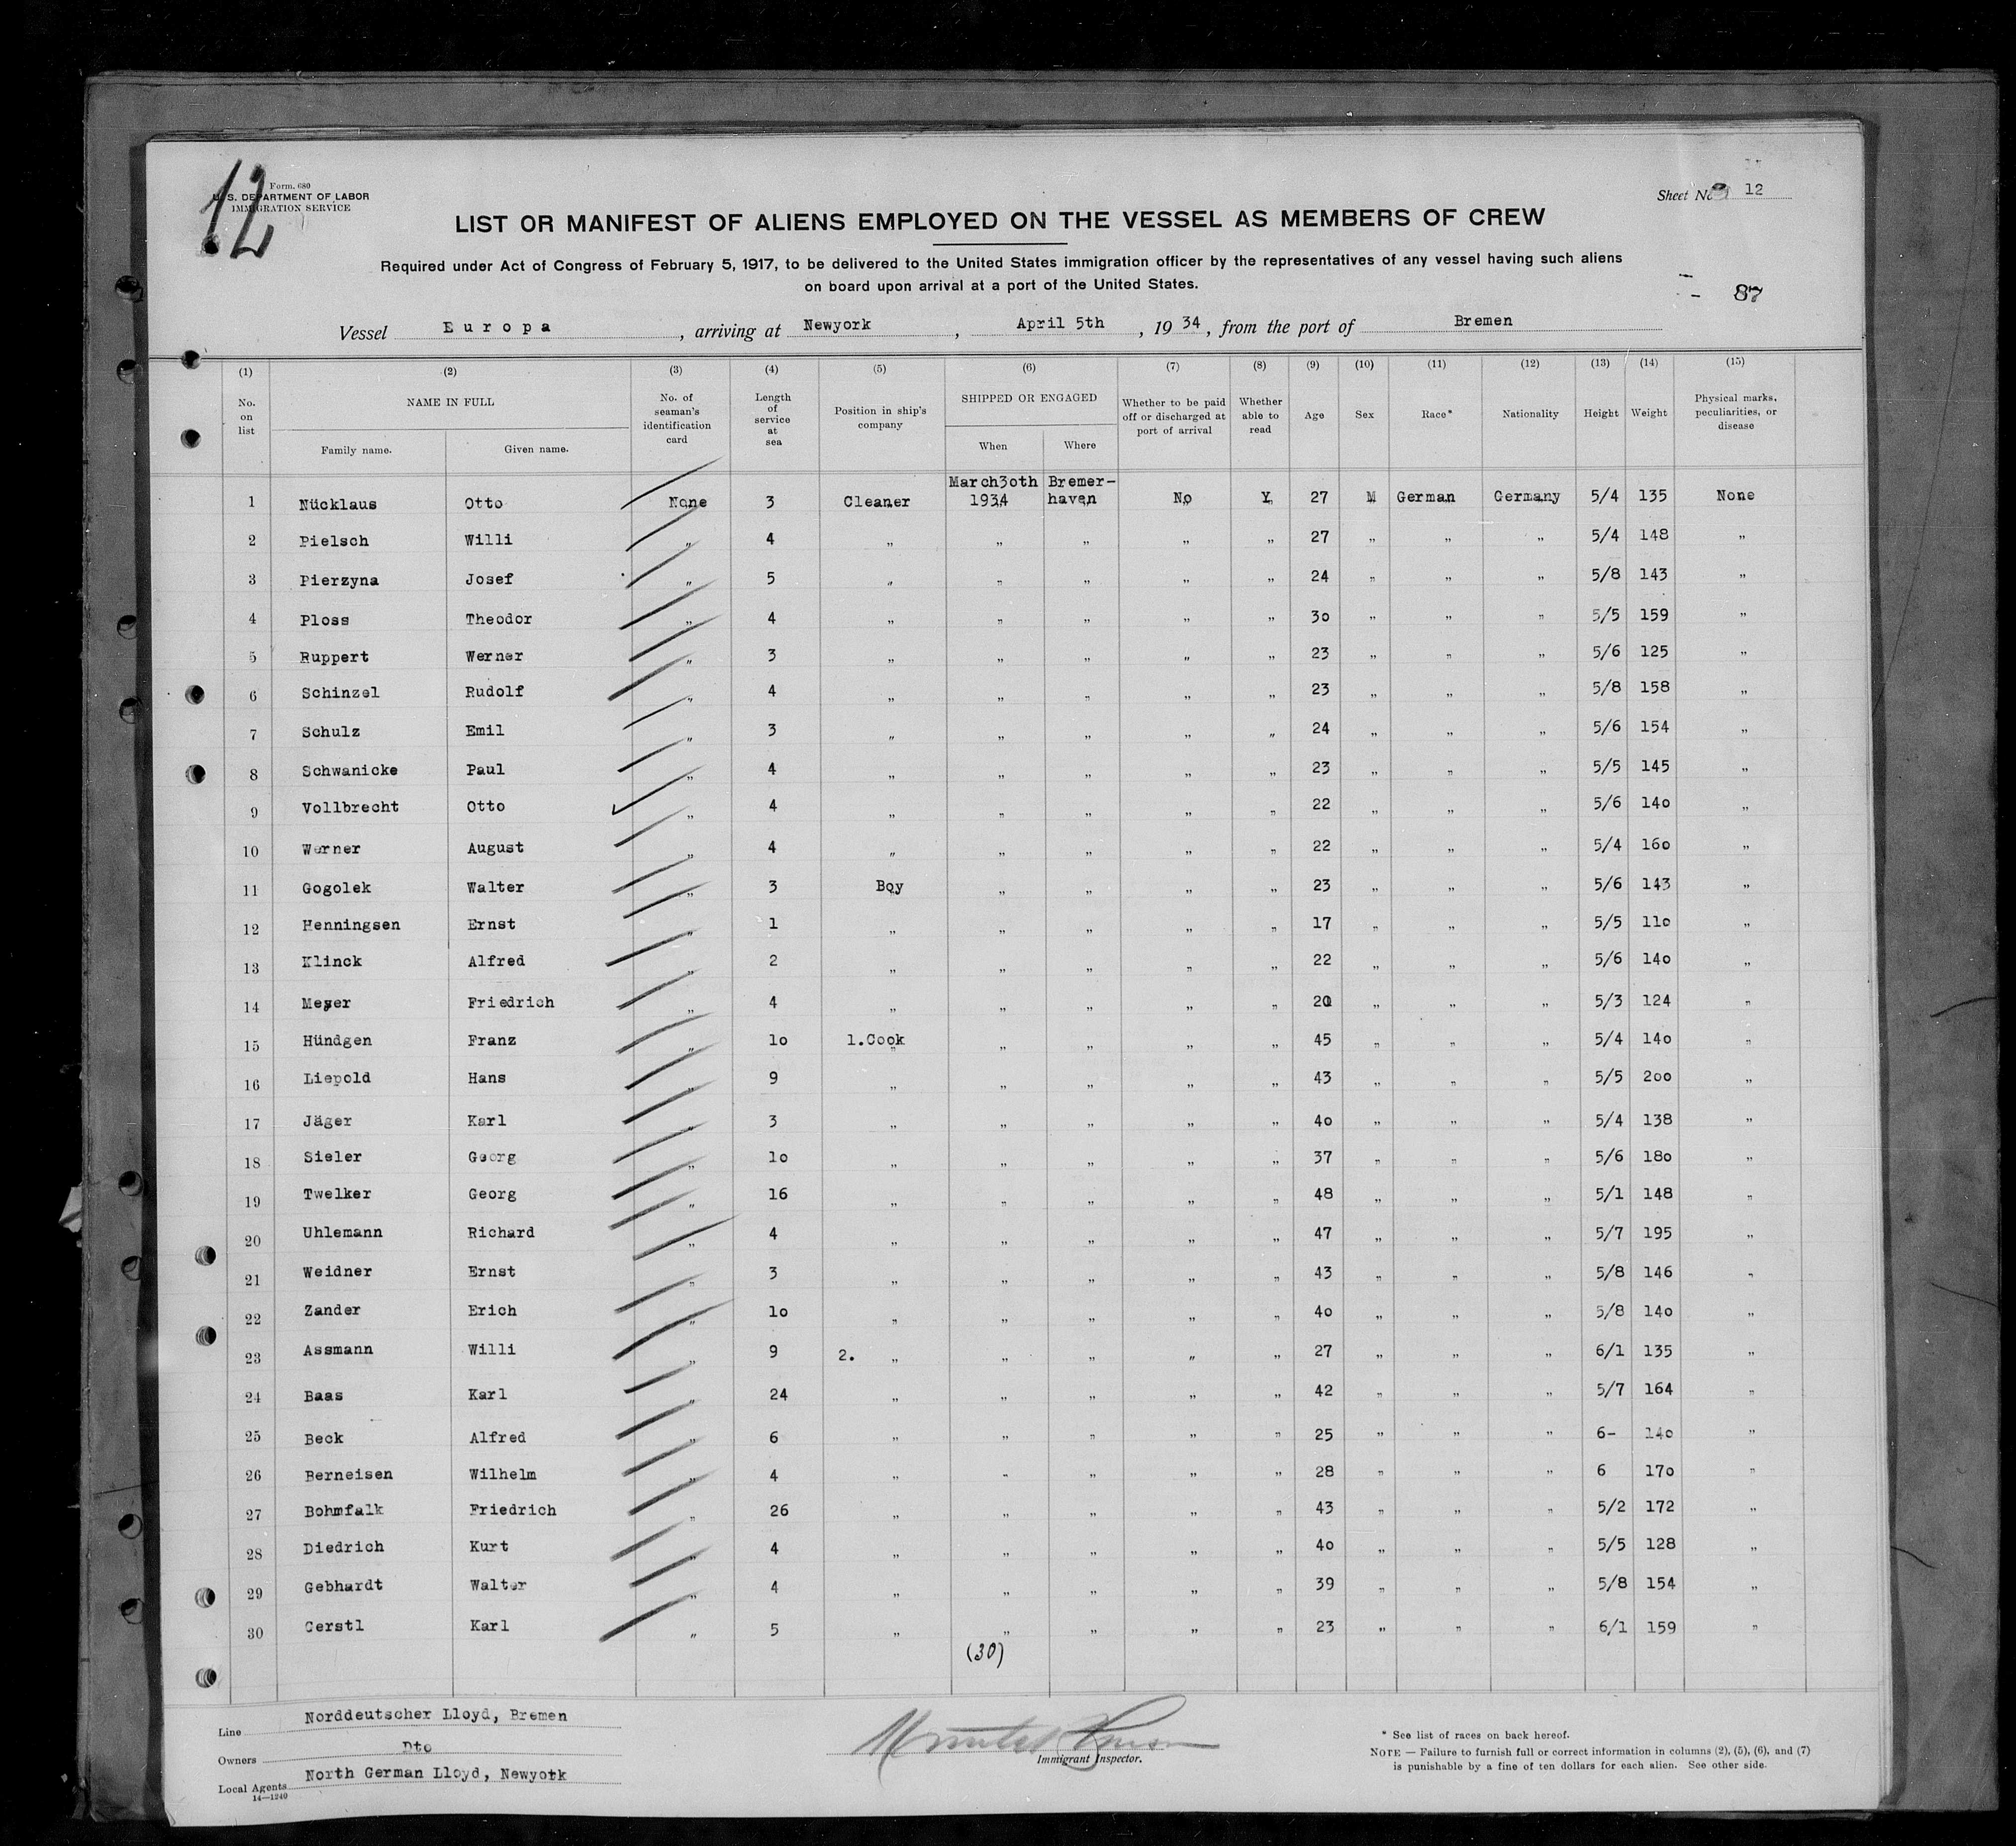 12
Form. 680
U. S. DEPARTMENT OF LABOR
IMMIGRATION SERVICE
Sheet No. 12
LIST OR MANIFEST OF ALIENS EMPLOYED ON THE VESSEL AS MEMBERS OF CREW
Required under Act of Congress of February 5, 1917, to be delivered to the United States immigration officer by the representatives of any vessel having such aliens
on board upon arrival at a port of the United States.
- 87
Vessel Europa, arriving at Newyork, April 5th, 1934, from the port of Bremen
(1) (2) (3) (4) (5) (6) (7) (8) (9) (10) (11) (12) (13) (14) (15)
No. on list NAME IN FULL Family name. Given name. No. of seaman's identification card Length of service at sea Position in ship's company SHIPPED OR ENGAGED When Where Whether to be paid off or discharged at port of arrival Whether able to read Age Sex Race* Nationality Height Weight Physical marks, peculiarities, or disease
1 Nücklaus Otto None 3 Cleaner March3oth 1934 Bremer-haven No Y 27 M German Germany 5/4 135 None
2 Pielsch Willi „ 4 „ „ „ „ „ 27 „ „ „ 5/4 148 „
3 Pierzyna Josef „ 5 „ „ „ „ „ 24 „ „ „ 5/8 143 „
4 Ploss Theodor „ 4 „ „ „ „ „ 3o „ „ „ 5/5 159 „
5 Ruppert Werner „ 3 „ „ „ „ „ 23 „ „ „ 5/6 125 „
6 Schinzel Rudolf „ 4 „ „ „ „ „ 23 „ „ „ 5/8 158 „
7 Schulz Emil „ 3 „ „ „ „ „ 24 „ „ „ 5/6 154 „
8 Schwanicke Paul „ 4 „ „ „ „ „ 23 „ „ „ 5/5 145 „
9 Vollbrecht Otto „ 4 „ „ „ „ „ 22 „ „ „ 5/6 14o „
10 Werner August „ 4 „ „ „ „ „ 22 „ „ „ 5/4 16o „
11 Gogolek Walter „ 3 Boy „ „ „ „ 23 „ „ „ 5/6 143 „
12 Henningsen Ernst „ 1 „ „ „ „ „ 17 „ „ „ 5/5 11o „
13 Klinck Alfred „ 2 „ „ „ „ „ 22 „ „ „ 5/6 14o „
14 Meyer Friedrich „ 4 „ „ „ „ „ 20 „ „ „ 5/3 124 „
15 Hündgen Franz „ 1o 1.Cook „ „ „ „ 45 „ „ „ 5/4 14o „
16 Liepold Hans „ 9 „ „ „ „ „ 43 „ „ „ 5/5 2oo „
17 Jäger Karl „ 3 „ „ „ „ „ 4o „ „ „ 5/4 138 „
18 Sieler Georg „ 1o „ „ „ „ „ 37 „ „ „ 5/6 18o „
19 Twelker Georg „ 16 „ „ „ „ „ 48 „ „ „ 5/1 148 „
20 Uhlemann Richard „ 4 „ „ „ „ „ 47 „ „ „ 5/7 195 „
21 Weidner Ernst „ 3 „ „ „ „ „ 43 „ „ „ 5/8 146 „
22 Zander Erich „ 1o „ „ „ „ „ 4o „ „ „ 5/8 14o „
23 Assmann Willi „ 9 2. „ „ „ „ „ 27 „ „ „ 6/1 135 „
24 Baas Karl „ 24 „ „ „ „ „ 42 „ „ „ 5/7 164 „
25 Beck Alfred „ 6 „ „ „ „ „ 25 „ „ „ 6- 14o „
26 Berneisen Wilhelm „ 4 „ „ „ „ „ 28 „ „ „ 6 17o „
27 Bohmfalk Friedrich „ 26 „ „ „ „ „ 43 „ „ „ 5/2 172 „
28 Diedrich Kurt „ 4 „ „ „ „ „ 4o „ „ „ 5/5 128 „
29 Gebhardt Walter „ 4 „ „ „ „ „ 39 „ „ „ 5/8 154 „
30 Gerstl Karl „ 5 „ „ „ „ „ 23 „ „ „ 6/1 159 „
(30)
Line Norddeutscher Lloyd, Bremen
Owners Dto
Local Agents North German Lloyd, Newyork
14—1240
Immigrant Inspector.
* See list of races on back hereof.
NOTE — Failure to furnish full or correct information in columns (2), (5), (6), and (7)
is punishable by a fine of ten dollars for each alien. See other side.